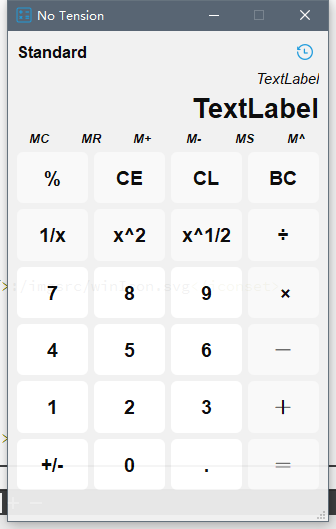 No Tension
Standard
TextLabel
TextLabel
MC MR M+ M- MS M^
% CE CL BC
1/x x^2 x^1/2 ÷
7 8 9 ×
4 5 6 −
1 2 3 +
+/- 0 . =